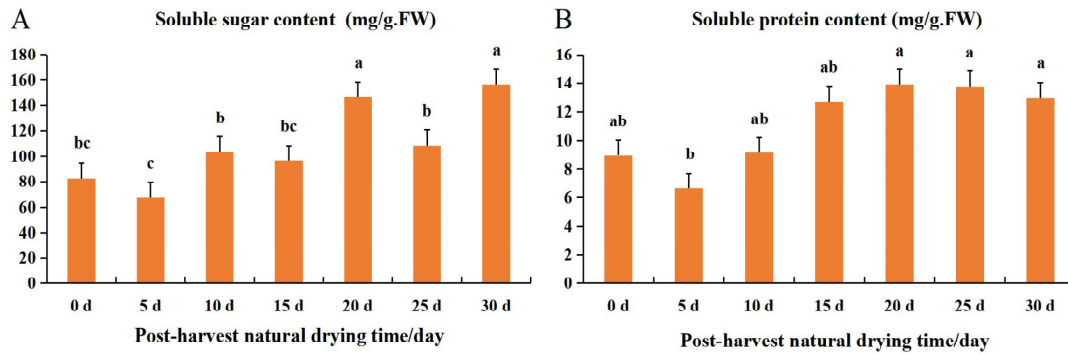 A Soluble sugar content (mg/g.FW)
180
160
140
120
100
80
60
40
20
0
bc
c
b
bc
a
b
a
0 d 5 d 10 d 15 d 20 d 25 d 30 d
Post-harvest natural drying time/day
B Soluble protein content (mg/g.FW)
16
14
12
10
8
6
4
2
0
ab
b
ab
ab
a
a
a
0 d 5 d 10 d 15 d 20 d 25 d 30 d
Post-harvest natural drying time/day